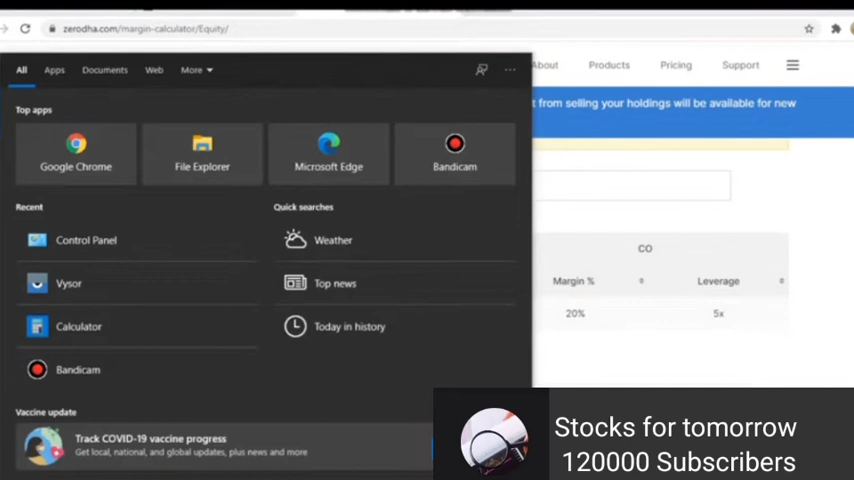 zerodha.com/margin-calculator/Equity/
All Apps Documents Web More
About Products Pricing Support
t from selling your holdings will be available for new
Top apps
Google Chrome File Explorer Microsoft Edge Bandicam
Recent Quick searches
Control Panel Weather
Vysor Top news
Calculator Today in history
Bandicam
CO
Margin % Leverage
20% 5x
Vaccine update
Track COVID-19 vaccine progress
Get local, national, and global updates, plus news and more
Stocks for tomorrow
120000 Subscribers